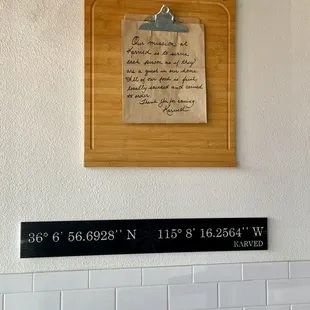 Our mission at
Karved is to serve
each person as if they
are a guest in our home.
All of our food is fresh,
locally sourced and carved
to order.
Thank you for coming
Karved
36° 6' 56.6928'' N 115° 8' 16.2564'' W
KARVED